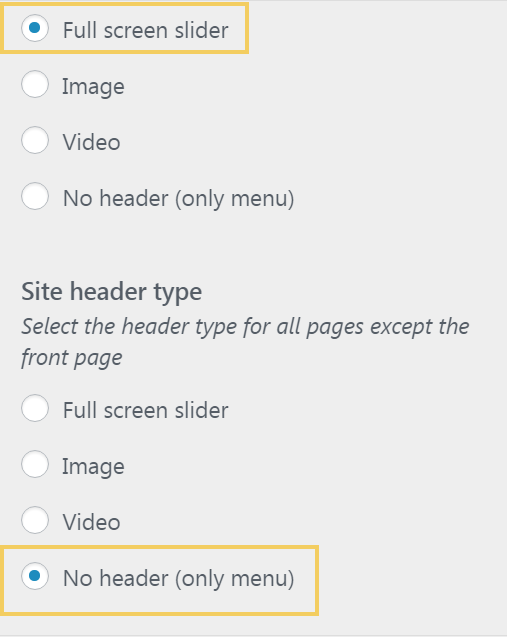 Full screen slider
Image
Video
No header (only menu)
Site header type
Select the header type for all pages except the
front page
Full screen slider
Image
Video
No header (only menu)